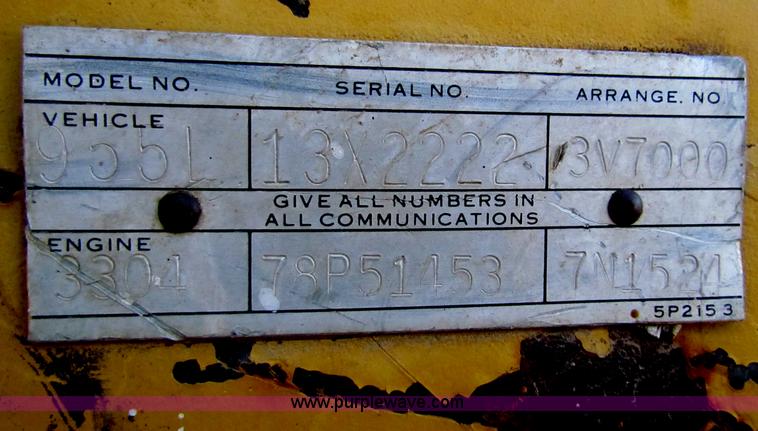 MODEL NO. SERIAL NO. ARRANGE. NO
VEHICLE
955L 13X2222 3V7000
GIVE ALL NUMBERS IN
ALL COMMUNICATIONS
ENGINE
3304 78P51453 7N1524
5P2153
www.purplewave.com